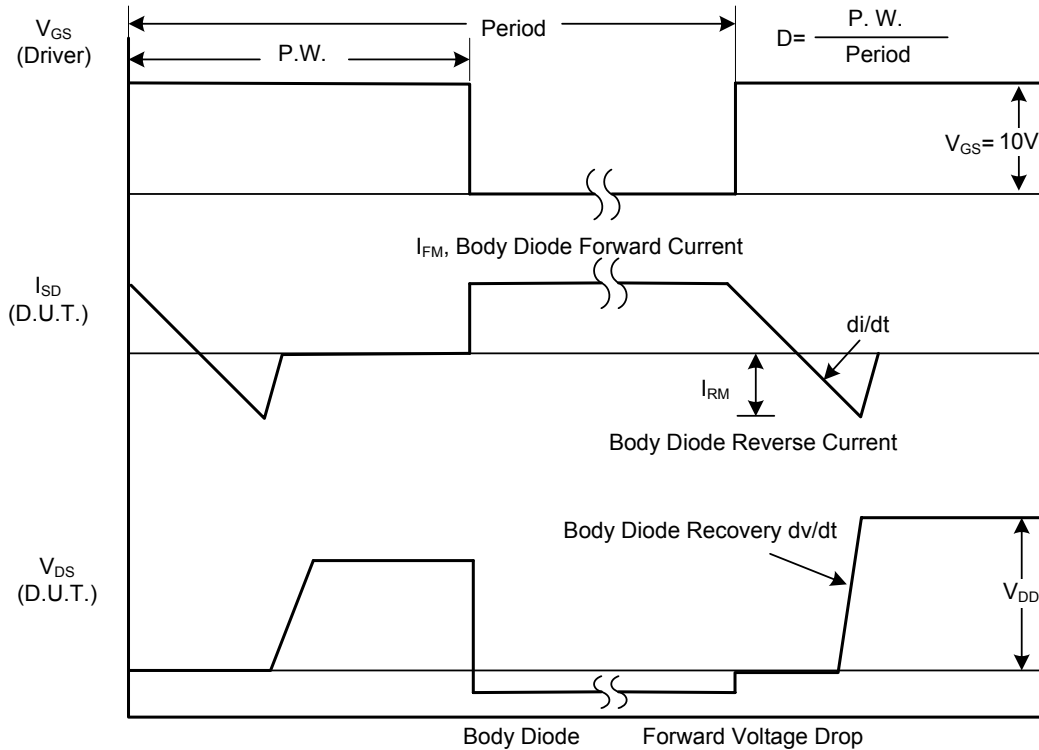 VGS
(Driver)
Period
P.W.
D= P. W.
Period
VGS= 10V
IFM, Body Diode Forward Current
ISD
(D.U.T.)
di/dt
IRM
Body Diode Reverse Current
Body Diode Recovery dv/dt
VDS
(D.U.T.)
VDD
Body Diode Forward Voltage Drop